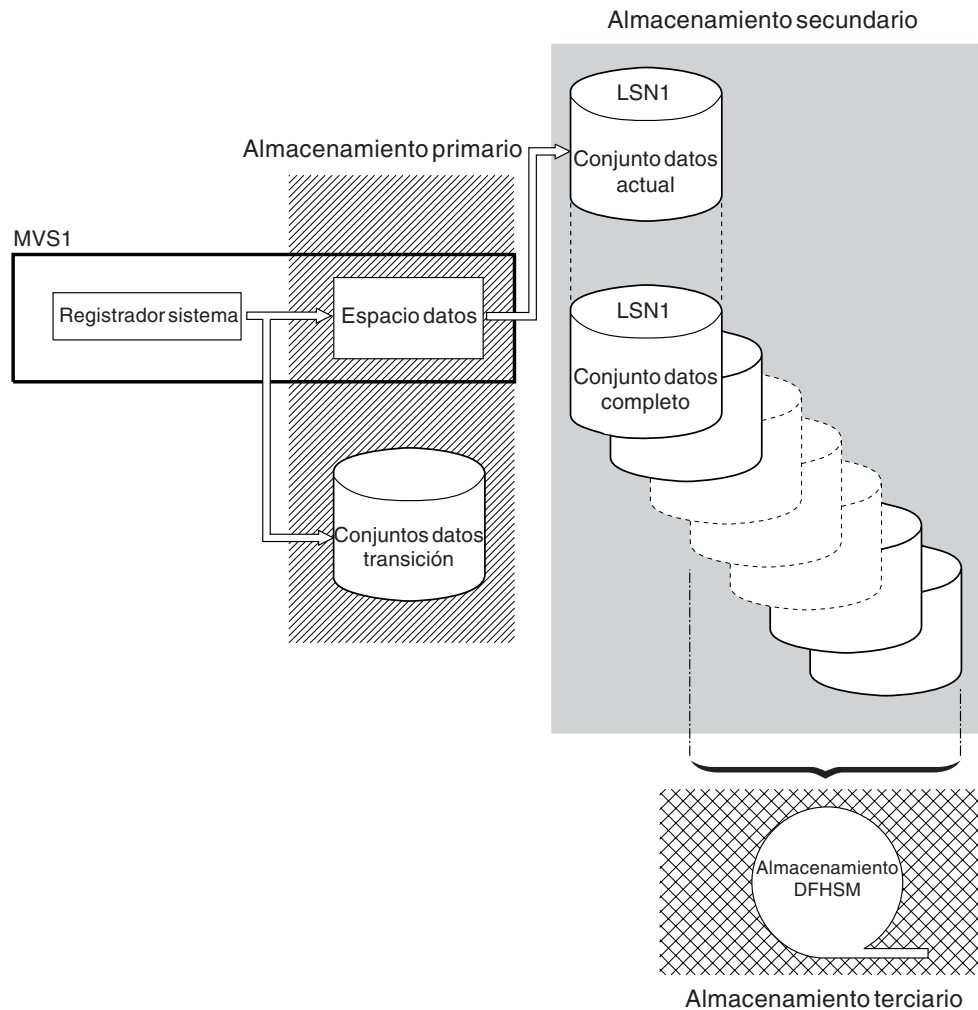 Almacenamiento secundario
LSN1
Conjunto datos
actual
Almacenamiento primario
MVS1
Registrador sistema
Espacio datos
LSN1
Conjunto datos
completo
Conjuntos datos
transición
Almacenamiento
DFHSM
Almacenamiento terciario